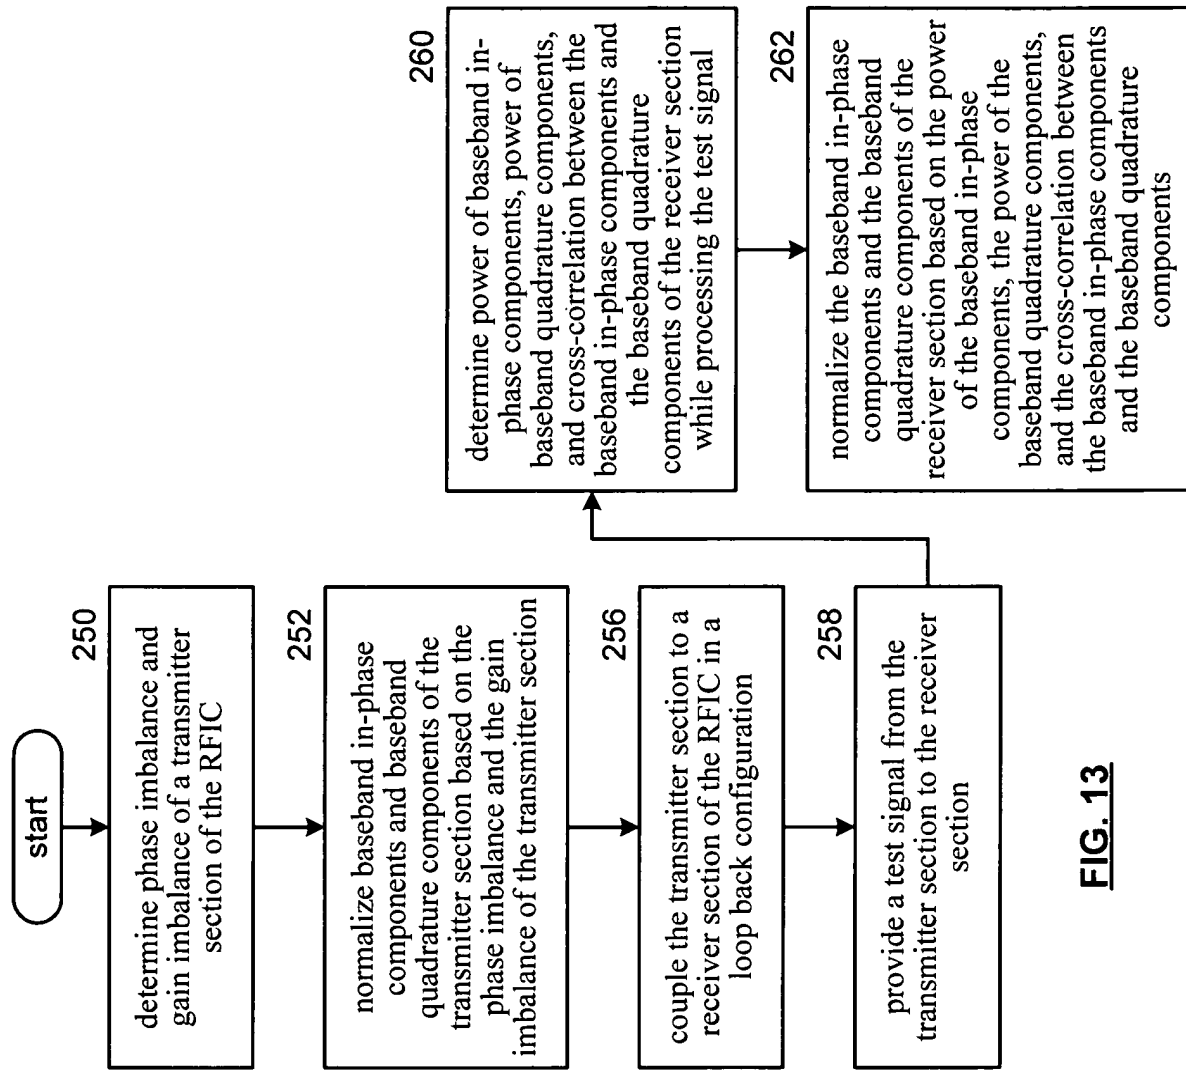 start
250
determine phase imbalance and
gain imbalance of a transmitter
section of the RFIC
252
normalize baseband in-phase
components and baseband
quadrature components of the
transmitter section based on the
phase imbalance and the gain
imbalance of the transmitter section
256
couple the transmitter section to a
receiver section of the RFIC in a
loop back configuration
258
provide a test signal from the
transmitter section to the receiver
section
260
determine power of baseband in-
phase components, power of
baseband quadrature components,
and cross-correlation between the
baseband in-phase components and
the baseband quadrature
components of the receiver section
while processing the test signal
262
normalize the baseband in-phase
components and the baseband
quadrature components of the
receiver section based on the power
of the baseband in-phase
components, the power of the
baseband quadrature components,
and the cross-correlation between
the baseband in-phase components
and the baseband quadrature
components
FIG. 13